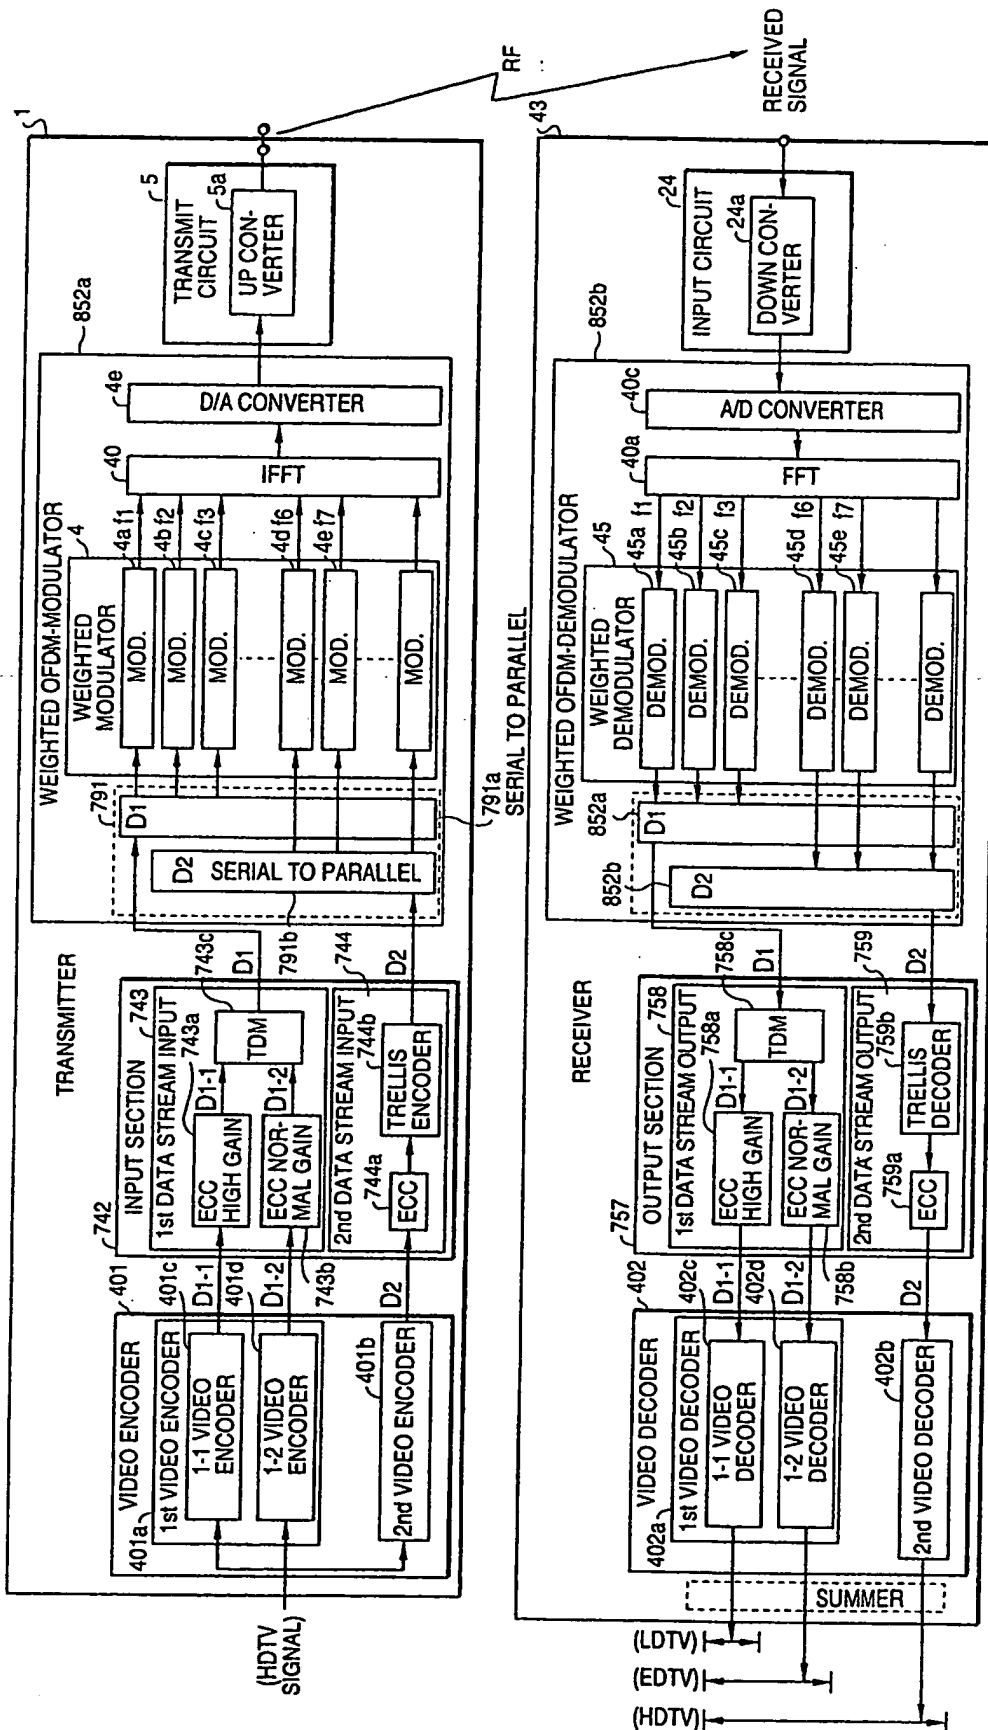 TRANSMITTER
1
(HDTV
SIGNAL)
VIDEO ENCODER
401
401a
1st VIDEO ENCODER
401c
1-1 VIDEO
ENCODER
401d
1-2 VIDEO
ENCODER
401b
2nd VIDEO ENCODER
D1-1
D1-2
D2
742
INPUT SECTION
743
1st DATA STREAM INPUT
743a
ECC
HIGH GAIN
743b
ECC NOR-
MAL GAIN
D1-1
D1-2
743c
TDM
D1
2nd DATA STREAM INPUT
744
744a
ECC
744b
TRELLIS
ENCODER
D2
WEIGHTED OFDM-MODULATOR
852a
791
D1
D2 SERIAL TO PARALLEL
791b
791a
SERIAL TO PARALLEL
WEIGHTED
MODULATOR
4
MOD.
MOD.
MOD.
MOD.
MOD.
MOD.
4a f1
4b f2
4c f3
4d f6
4e f7
40
IFFT
4e
D/A CONVERTER
TRANSMIT
CIRCUIT
5
5a
UP CON-
VERTER
RF
RECEIVED
SIGNAL
RECEIVER
43
INPUT CIRCUIT
24
24a
DOWN CON-
VERTER
WEIGHTED OFDM-DEMODULATOR
852b
40c
A/D CONVERTER
40a
FFT
WEIGHTED
DEMODULATOR
45
45a f1
45b f2
45c f3
45d f6
45e f7
DEMOD.
DEMOD.
DEMOD.
DEMOD.
DEMOD.
DEMOD.
852a
D1
852b
D2
D1
D2
757
OUTPUT SECTION
758
1st DATA STREAM OUTPUT
758a
ECC
HIGH GAIN
758b
ECC NOR-
MAL GAIN
D1-1
D1-2
758c
TDM
2nd DATA STREAM OUTPUT
759
759a
ECC
759b
TRELLIS
DECODER
D1-1
D1-2
D2
VIDEO DECODER
402
402a
1st VIDEO DECODER
402c
1-1 VIDEO
DECODER
402d
1-2 VIDEO
DECODER
402b
2nd VIDEO DECODER
SUMMER
(LDTV)
(EDTV)
(HDTV)